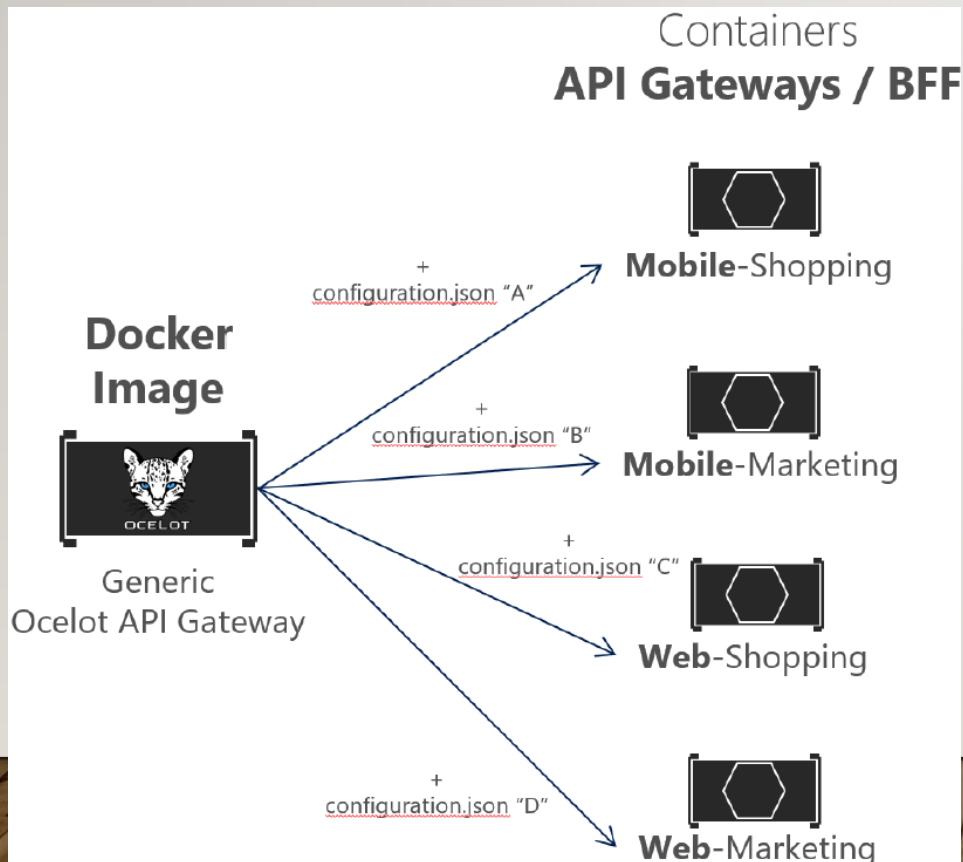 Containers
API Gateways / BFF
Mobile-Shopping
+
configuration.json “A”
Docker
Image
+
configuration.json “B”
Mobile-Marketing
OCELOT
+
configuration.json “C”
Generic
Ocelot API Gateway
Web-Shopping
+
configuration.json “D”
Web-Marketing